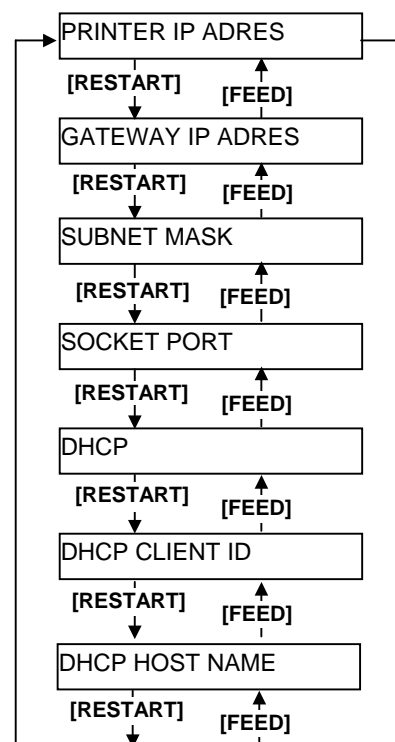 PRINTER IP ADRES
[RESTART] [FEED]
GATEWAY IP ADRES
[RESTART] [FEED]
SUBNET MASK
[RESTART] [FEED]
SOCKET PORT
[RESTART] [FEED]
DHCP
[RESTART] [FEED]
DHCP CLIENT ID
[RESTART] [FEED]
DHCP HOST NAME
[RESTART] [FEED]